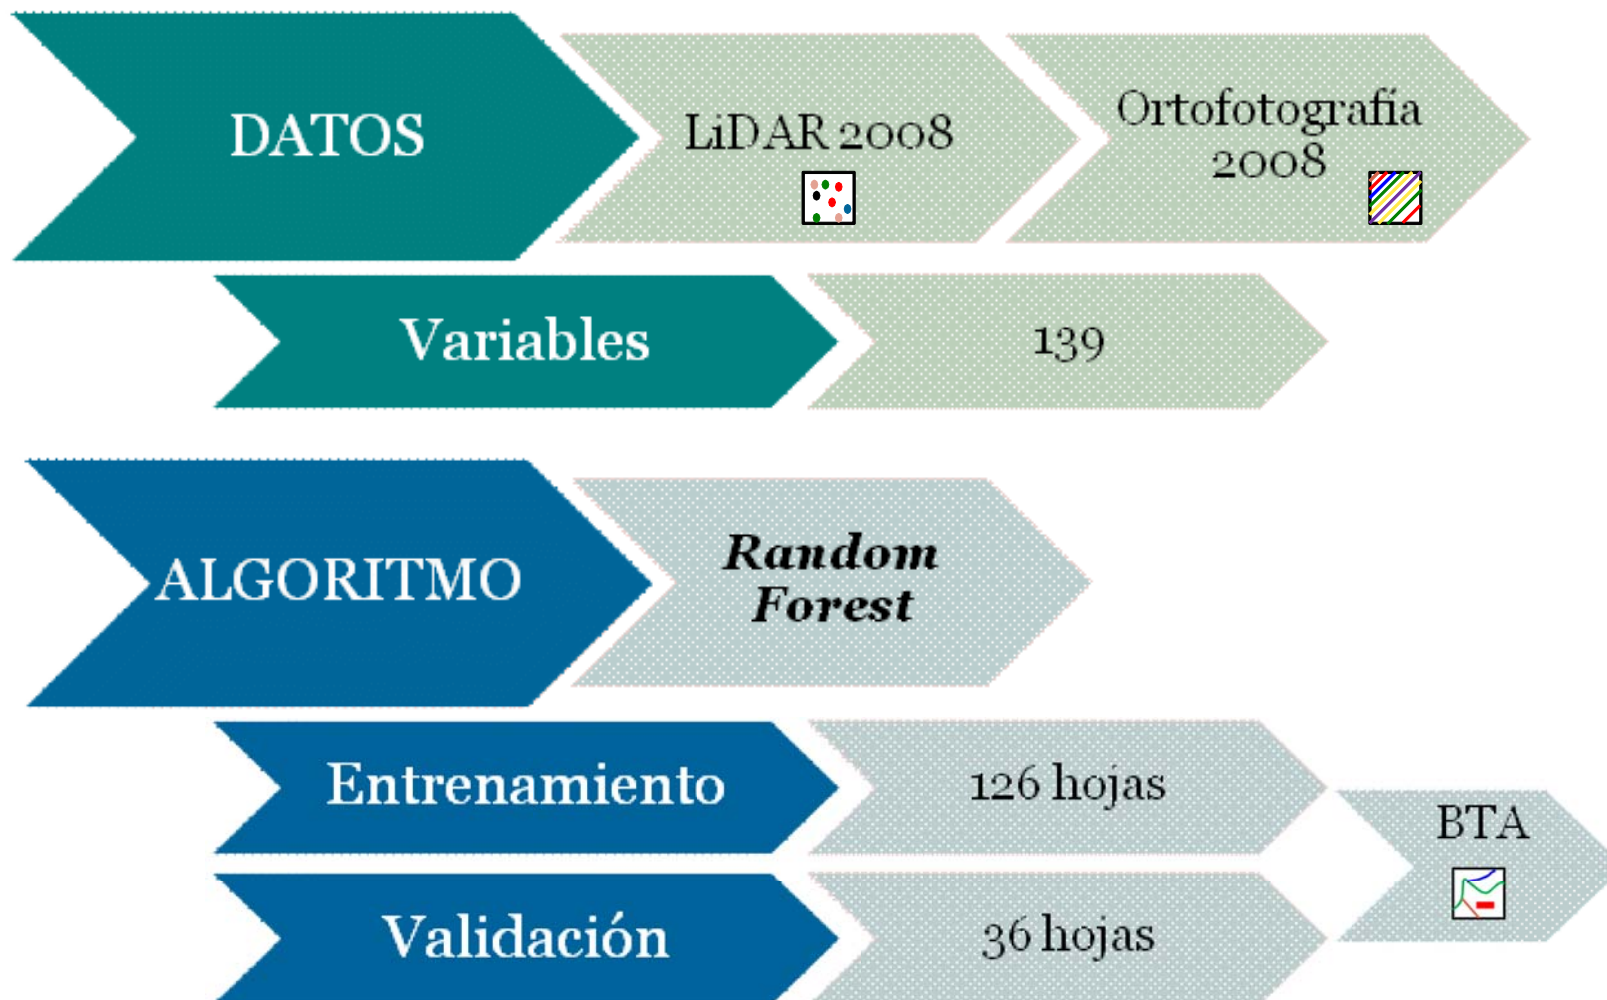 DATOS
LiDAR 2008
Ortofotografía
2008
Variables
139
ALGORITMO
Random
Forest
Entrenamiento
126 hojas
BTA
Validación
36 hojas